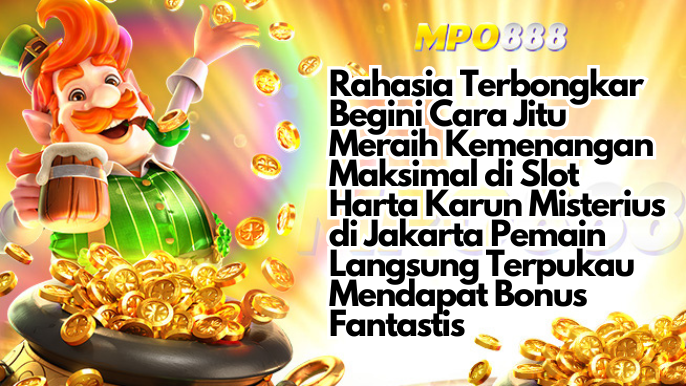 MPO888
Rahasia Terbongkar
Begini Cara Jitu
Meraih Kemenangan
Maksimal di Slot
Harta Karun Misterius
di Jakarta Pemain
Langsung Terpukau
Mendapat Bonus
Fantastis